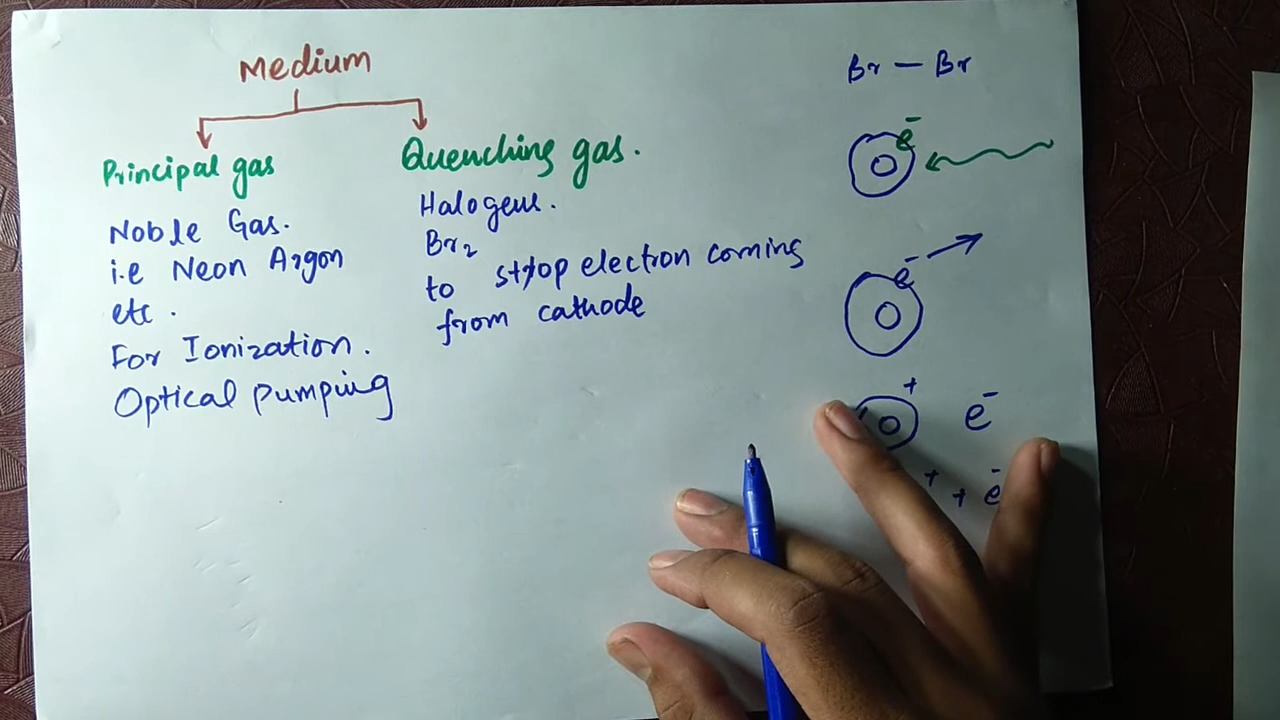 Medium
Principal gas
Noble Gas.
i.e Neon Argon
etc.
For Ionization.
Optical Pumping
Quenching gas.
Halogens.
Br2
to stop electron coming
from cathode
Br — Br
e-
e-
+ e-
+ + e-